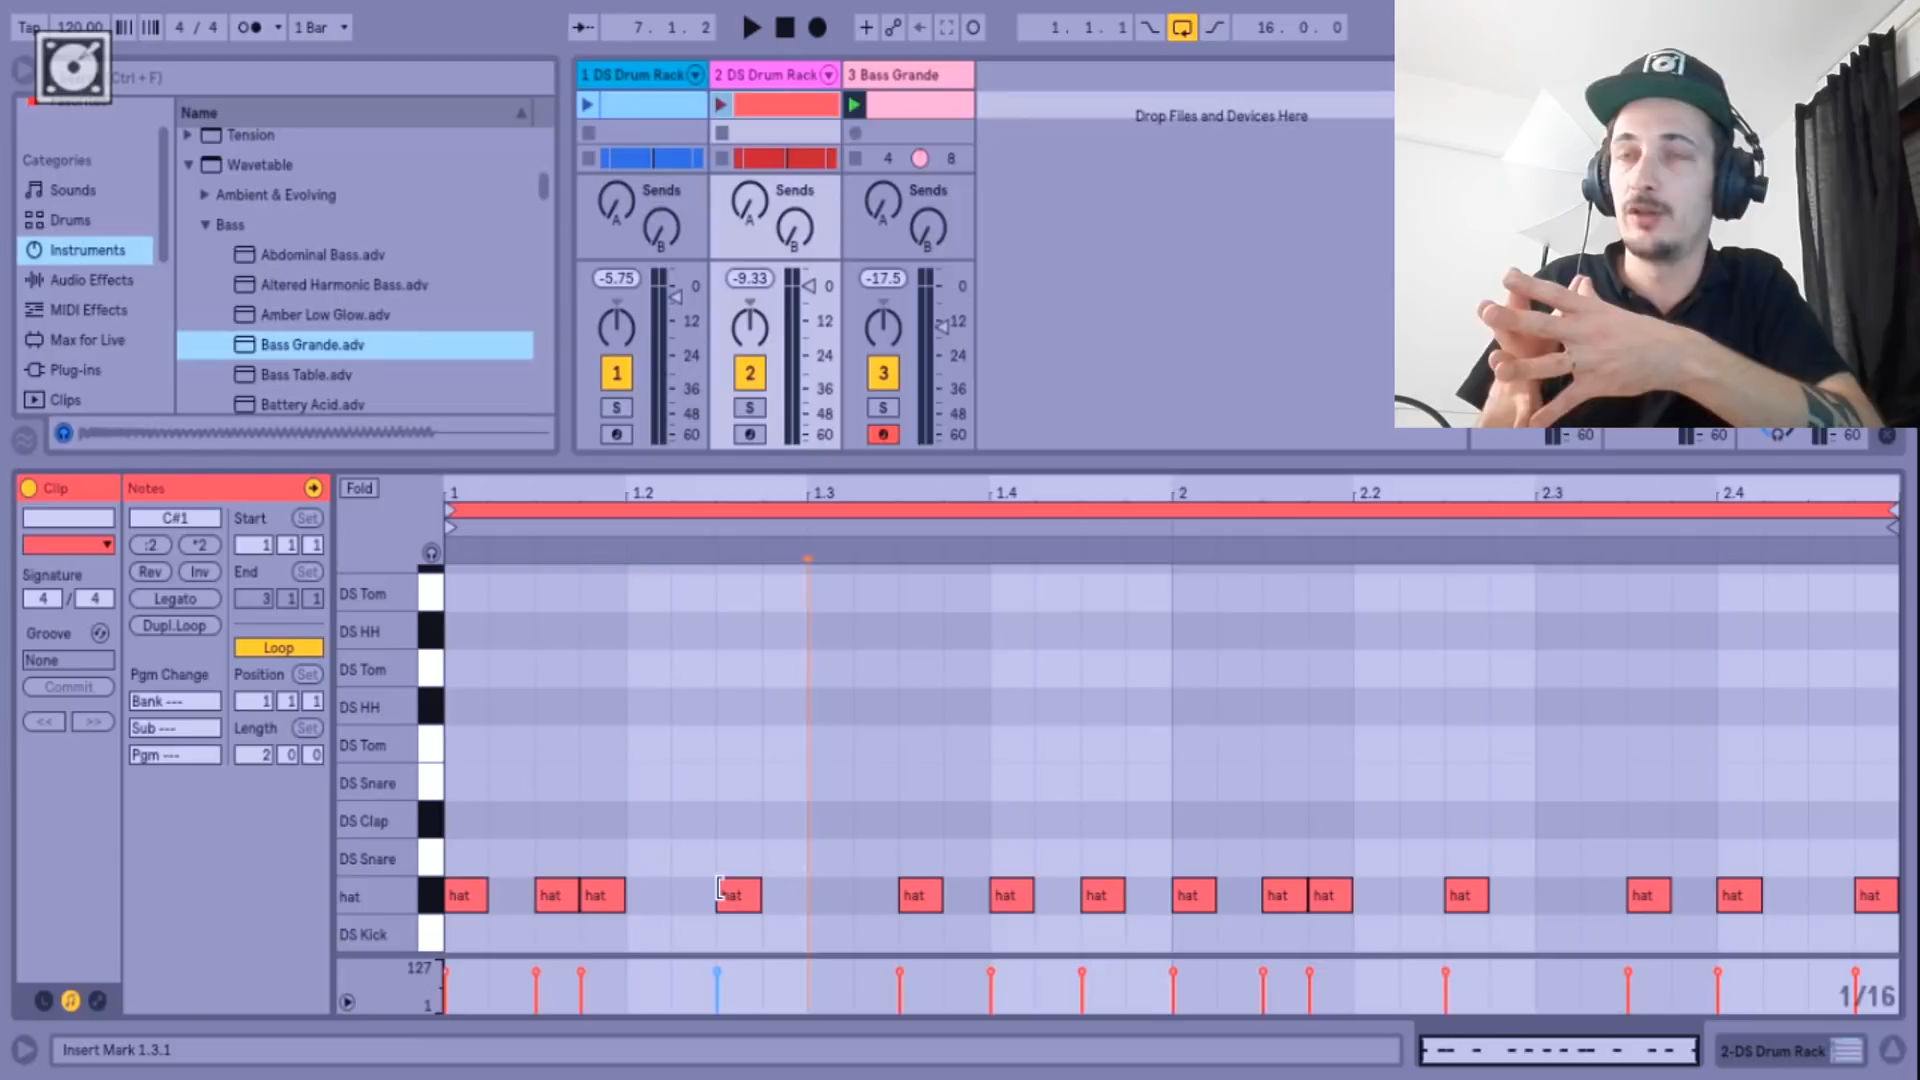 Tap 120.00 4 / 4 1 Bar 7. 1. 2 1. 1. 1 16. 0. 0
(Ctrl + F)
Categories
Sounds
Drums
Instruments
Audio Effects
MIDI Effects
Max for Live
Plug-ins
Clips
Name
Tension
Wavetable
Ambient & Evolving
Bass
Abdominal Bass.adv
Altered Harmonic Bass.adv
Amber Low Glow.adv
Bass Grande.adv
Bass Table.adv
Battery Acid.adv
1 DS Drum Rack 2 DS Drum Rack 3 Bass Grande
Drop Files and Devices Here
4 8
Sends Sends Sends
A A A
B B B
-5.75 0 -9.33 0 -17.5 0
12 12 12
24 24 24
1 2 3
36 36 36
S S S
48 48 48
60 60 60 60 60 60
Clip Notes Fold 1 1.2 1.3 1.4 2 2.2 2.3 2.4
C#1 Start Set
:2 *2 1 1 1
Signature Rev Inv End Set
4 / 4 Legato 3 1 1
Groove Dupl.Loop
None Loop
Commit Pgm Change Position Set
Bank --- 1 1 1
<< >> Sub --- Length Set
Pgm --- 2 0 0
DS Tom
DS HH
DS Tom
DS HH
DS Tom
DS Snare
DS Clap
DS Snare
hat hat hat hat hat hat hat hat hat hat hat hat hat hat hat
DS Kick
127
1 1/16
Insert Mark 1.3.1 2-DS Drum Rack